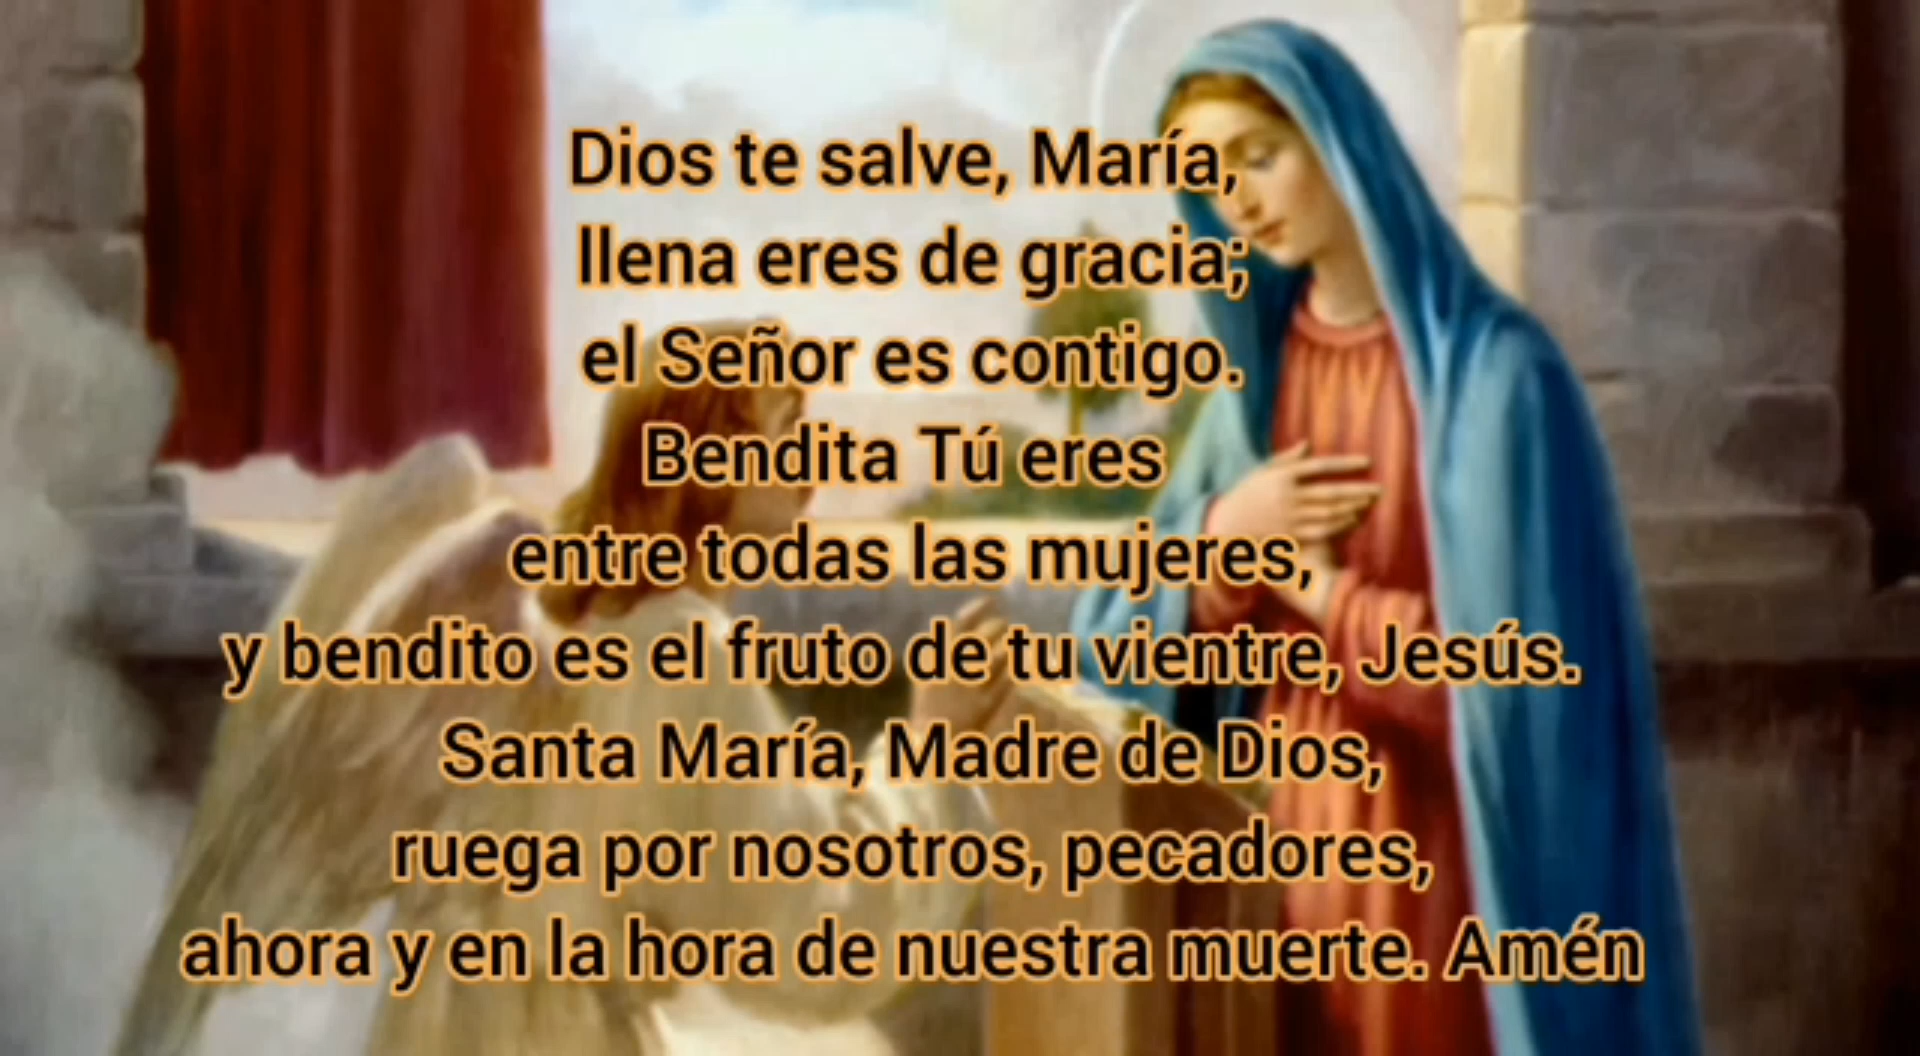 Dios te salve, María,
llena eres de gracia;
el Señor es contigo.
Bendita Tú eres
entre todas las mujeres,
y bendito es el fruto de tu vientre, Jesús.
Santa María, Madre de Dios,
ruega por nosotros, pecadores,
ahora y en la hora de nuestra muerte. Amén